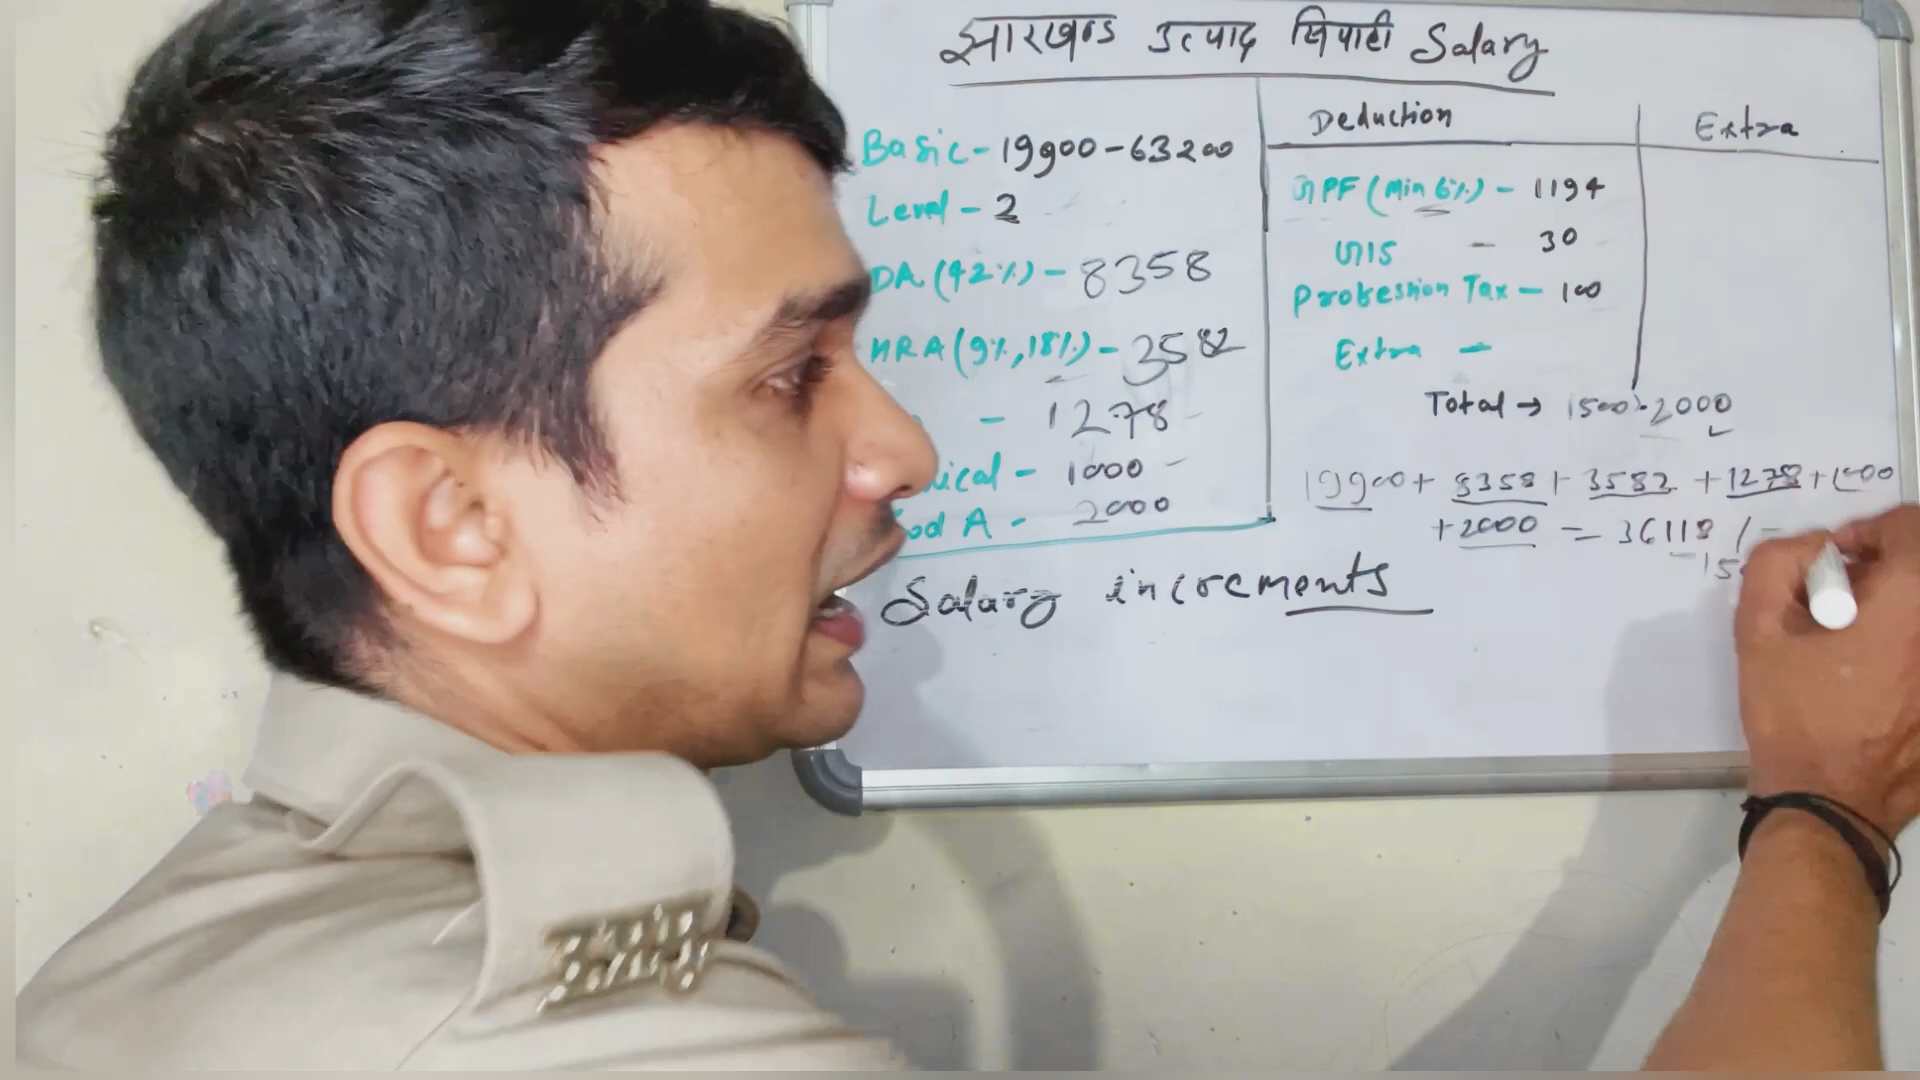 झारखण्ड उत्पाद सिपाही Salary
Basic - 19900 - 63200
Level - 2
DA (42%) - 8358
HRA (9%, 18%) - 3582
- 1278
ical - 1000
od A - 2000
Deduction
GPF (Min 6%) - 1194
GIS - 30
Profession Tax - 100
Extra -
Extra
Total → 1500 - 2000
19900 + 8358 + 3582 + 1278 + 1000
+ 2000 = 36118 / -
Salary increments